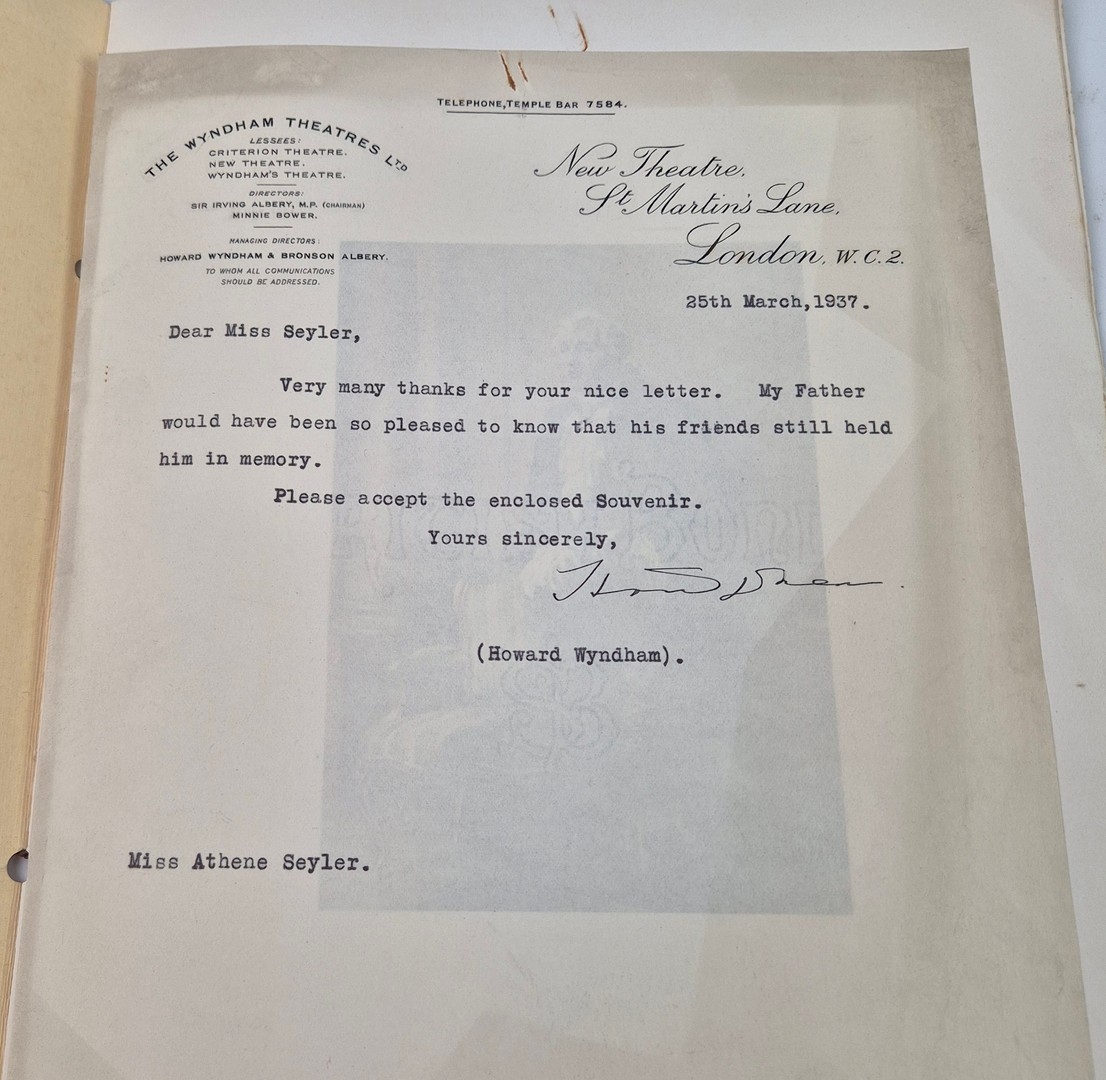 TELEPHONE, TEMPLE BAR 7584.
THE WYNDHAM THEATRES LTD
LESSEES:
CRITERION THEATRE.
NEW THEATRE.
WYNDHAM'S THEATRE.
DIRECTORS:
SIR IRVING ALBERY, M.P. (CHAIRMAN)
MINNIE BOWER.
MANAGING DIRECTORS:
HOWARD WYNDHAM & BRONSON ALBERY.
TO WHOM ALL COMMUNICATIONS
SHOULD BE ADDRESSED.
New Theatre,
St Martin's Lane,
London, W.C.2.
25th March,1937.
Dear Miss Seyler,
Very many thanks for your nice letter. My Father
would have been so pleased to know that his friends still held
him in memory.
Please accept the enclosed Souvenir.
Yours sincerely,
(Howard Wyndham).
Miss Athene Seyler.